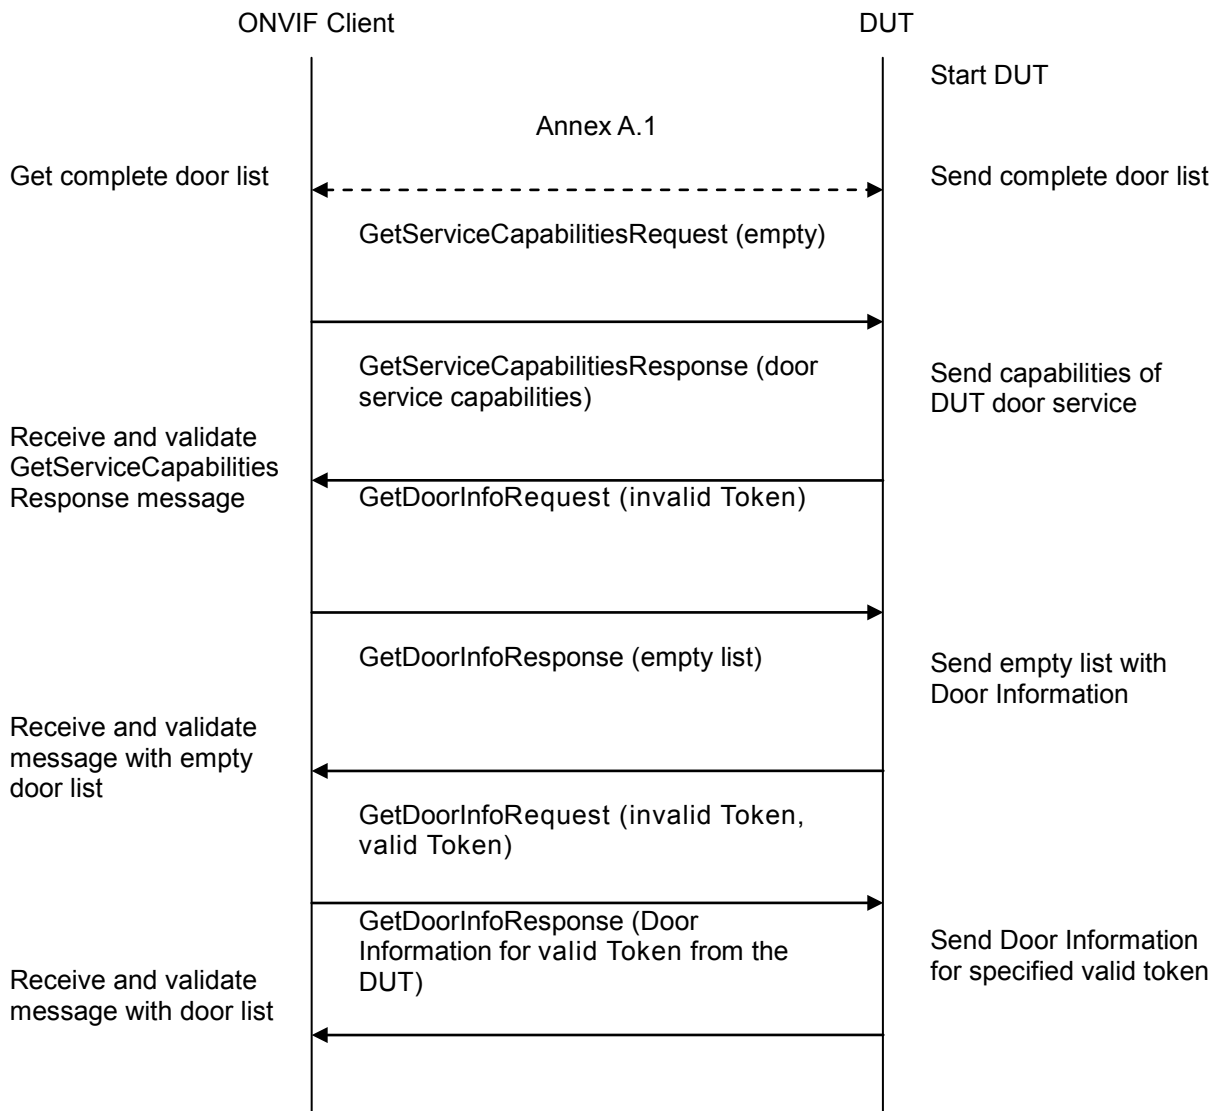 ONVIF Client
DUT
Start DUT
Annex A.1
Get complete door list
Send complete door list
GetServiceCapabilitiesRequest (empty)
GetServiceCapabilitiesResponse (door
service capabilities)
Send capabilities of
DUT door service
Receive and validate
GetServiceCapabilities
Response message
GetDoorInfoRequest (invalid Token)
GetDoorInfoResponse (empty list)
Send empty list with
Door Information
Receive and validate
message with empty
door list
GetDoorInfoRequest (invalid Token,
valid Token)
GetDoorInfoResponse (Door
Information for valid Token from the
DUT)
Send Door Information
for specified valid token
Receive and validate
message with door list